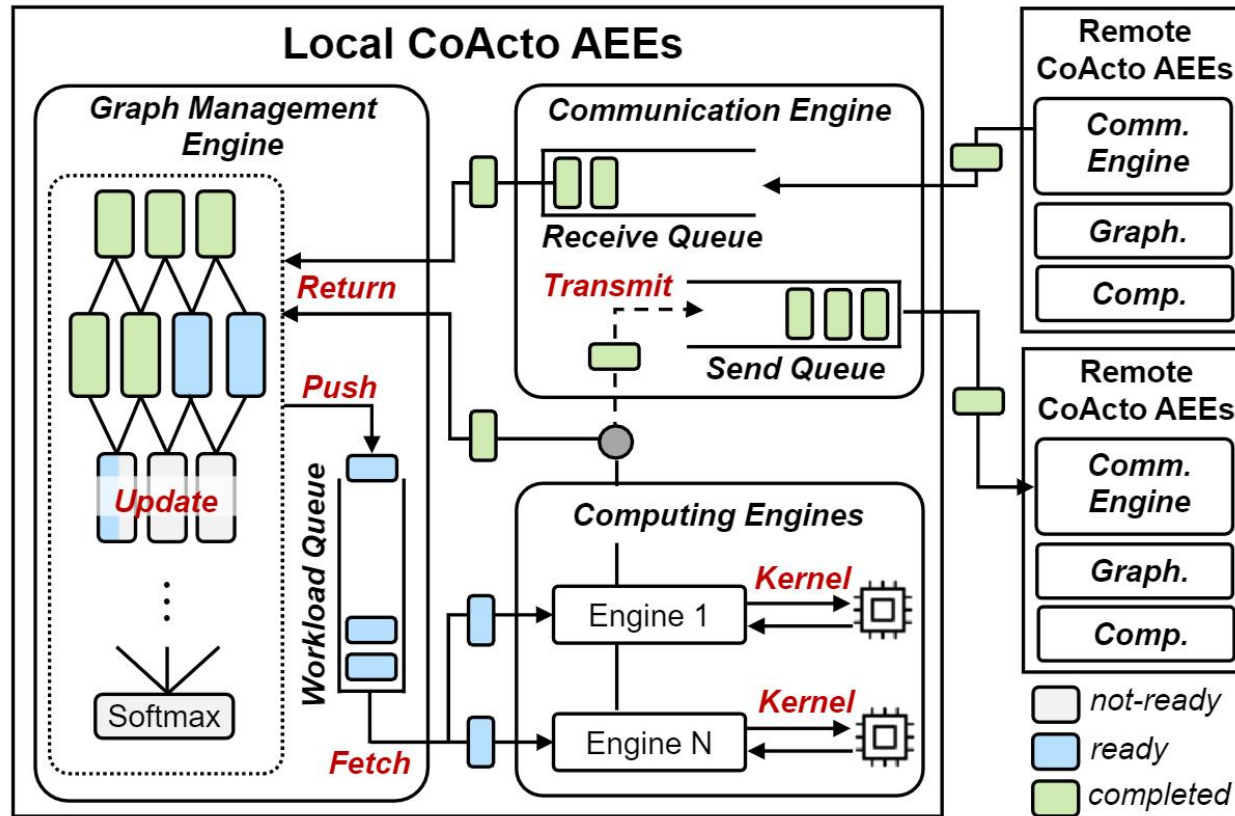 Local CoActo AEEs
Graph Management
Engine
Update
Softmax
Return
Push
Workload Queue
Fetch
Communication Engine
Receive Queue
Transmit
Send Queue
Computing Engines
Engine 1
Kernel
Engine N
Kernel
Remote
CoActo AEEs
Comm.
Engine
Graph.
Comp.
Remote
CoActo AEEs
Comm.
Engine
Graph.
Comp.
not-ready
ready
completed